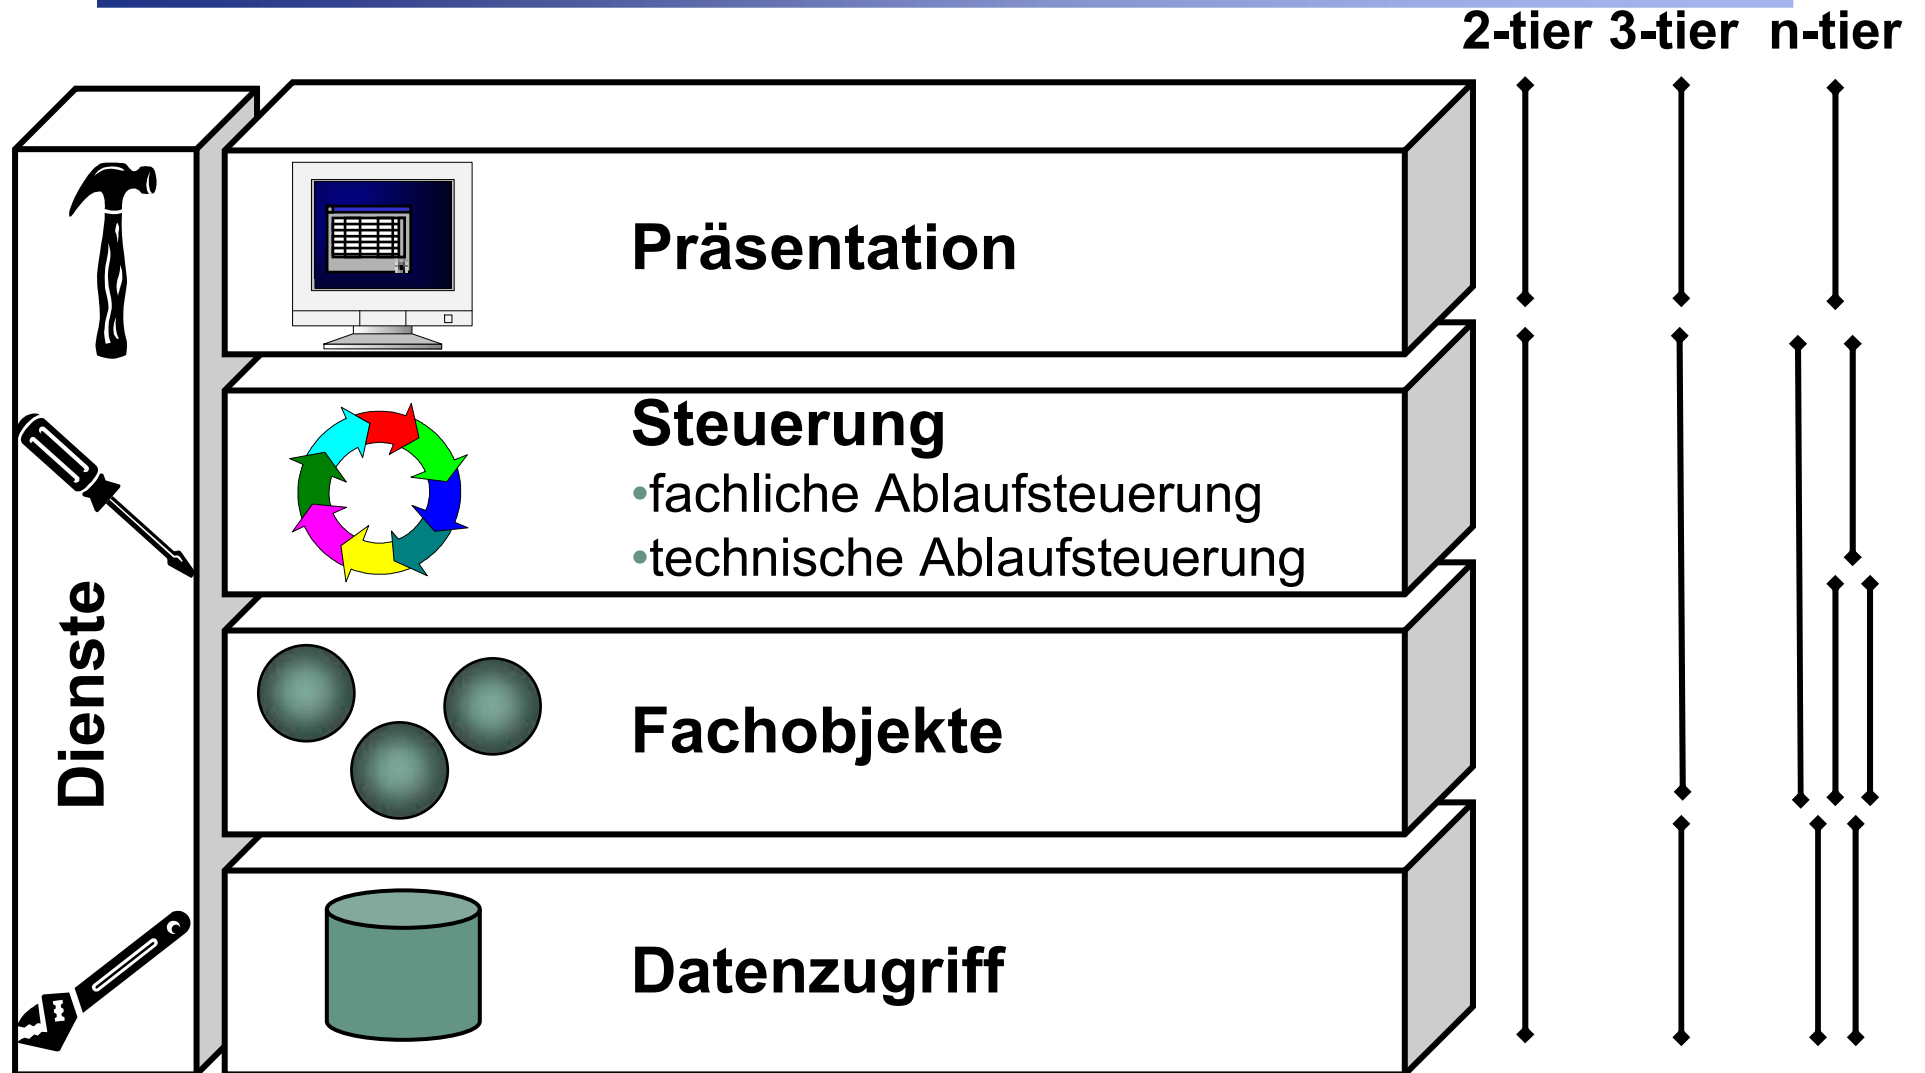 2-tier 3-tier n-tier
Präsentation
Steuerung
•fachliche Ablaufsteuerung
•technische Ablaufsteuerung
Dienste
Fachobjekte
Datenzugriff